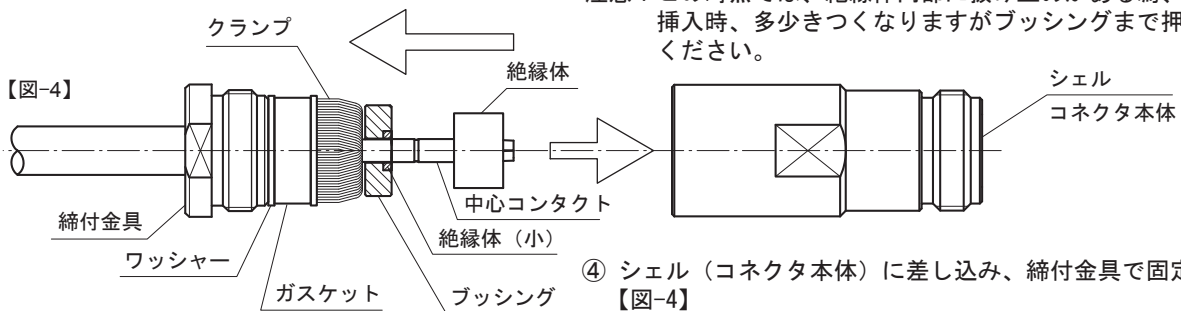 挿入時、多少きつくなりますがブッシングまで押
ください。
クランプ
【図-4】
絶縁体
シェル
コネクタ本体
中心コンタクト
締付金具
絶縁体（小）
ワッシャー
ガスケット
ブッシング
④ シェル（コネクタ本体）に差し込み、締付金具で固定
【図-4】